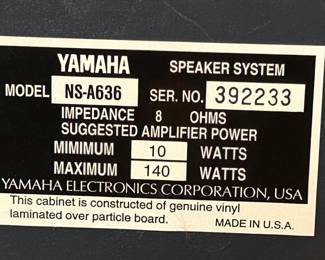 YAMAHA SPEAKER SYSTEM
MODEL NS-A636 SER. NO. 392233
IMPEDANCE 8 OHMS
SUGGESTED AMPLIFIER POWER
MIMIMUM 10 WATTS
MAXIMUM 140 WATTS
YAMAHA ELECTRONICS CORPORATION, USA
This cabinet is constructed of genuine vinyl
laminated over particle board.
MADE IN U.S.A.